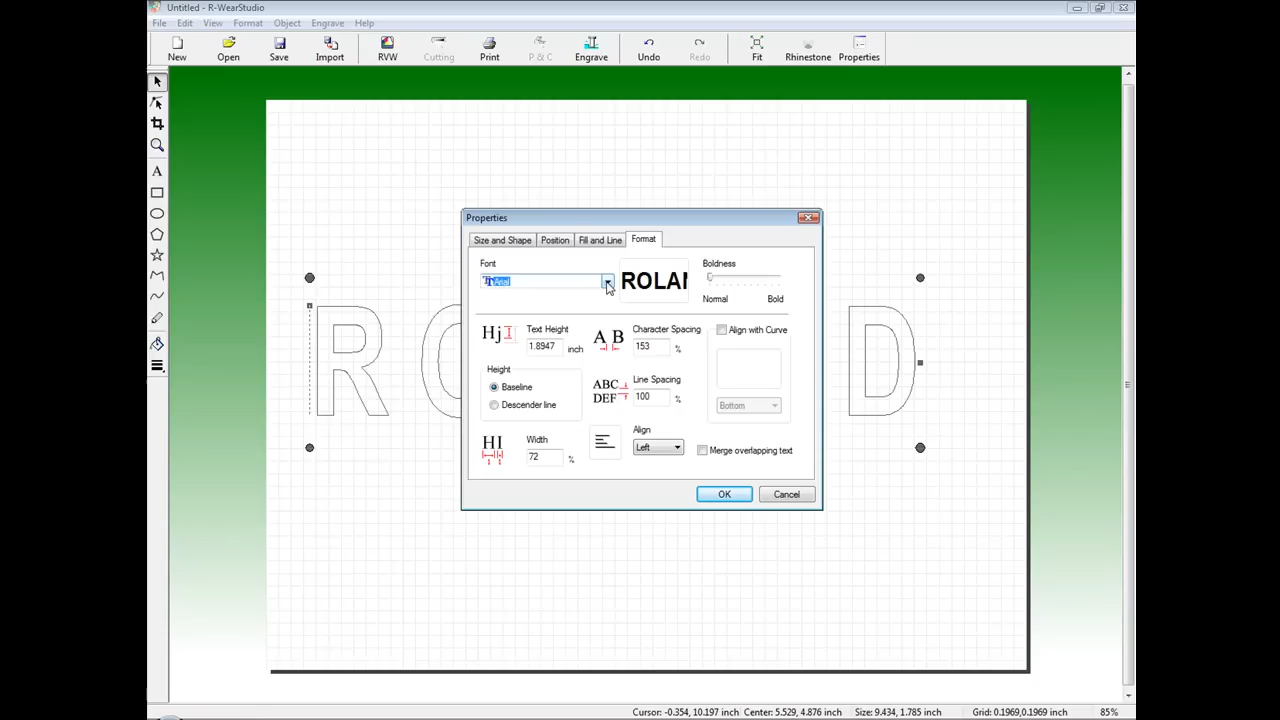 Untitled - R-WearStudio
File Edit View Format Object Engrave Help
New Open Save Import RVW Cutting Print P & C Engrave Undo Redo Fit Rhinestone Properties
A
R O D
Properties
Size and Shape Position Fill and Line Format
Font
Arial
ROLAN
Boldness
Normal Bold
Hj
Text Height
1.8947 inch
A B
Character Spacing
153 %
Align with Curve
Height
Baseline
Descender line
ABC
DEF
Line Spacing
100 %
Bottom
HI
Width
72 %
Align
Left
Merge overlapping text
OK Cancel
Cursor: -0.354, 10.197 inch Center: 5.529, 4.876 inch Size: 9.434, 1.785 inch Grid: 0.1969,0.1969 inch 85%